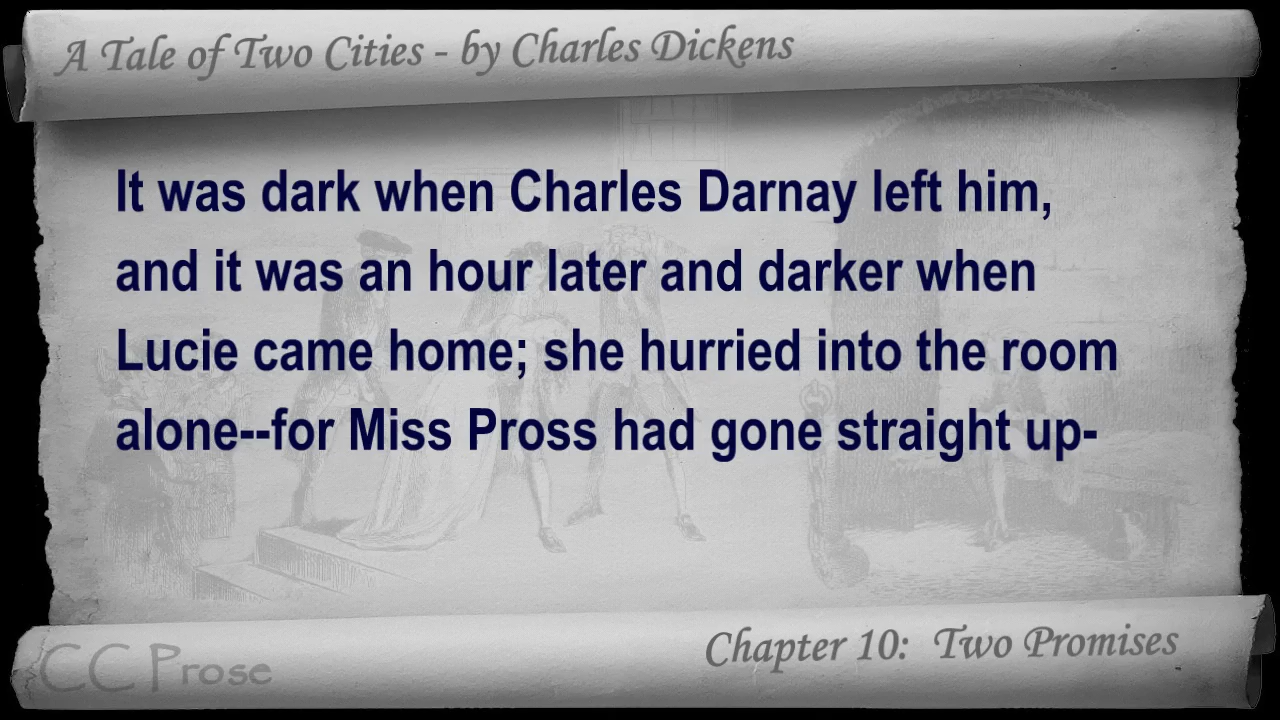 A Tale of Two Cities - by Charles Dickens
It was dark when Charles Darnay left him,
and it was an hour later and darker when
Lucie came home; she hurried into the room
alone--for Miss Pross had gone straight up-
Chapter 10: Two Promises
CC Prose